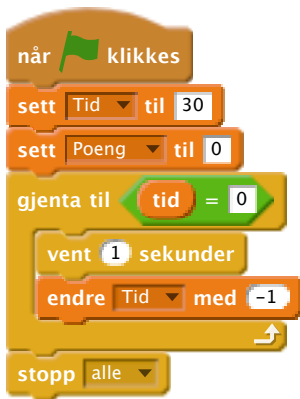 når klikkes
sett Tid til 30
sett Poeng til 0
gjenta til tid = 0
vent 1 sekunder
endre Tid med -1
stopp alle